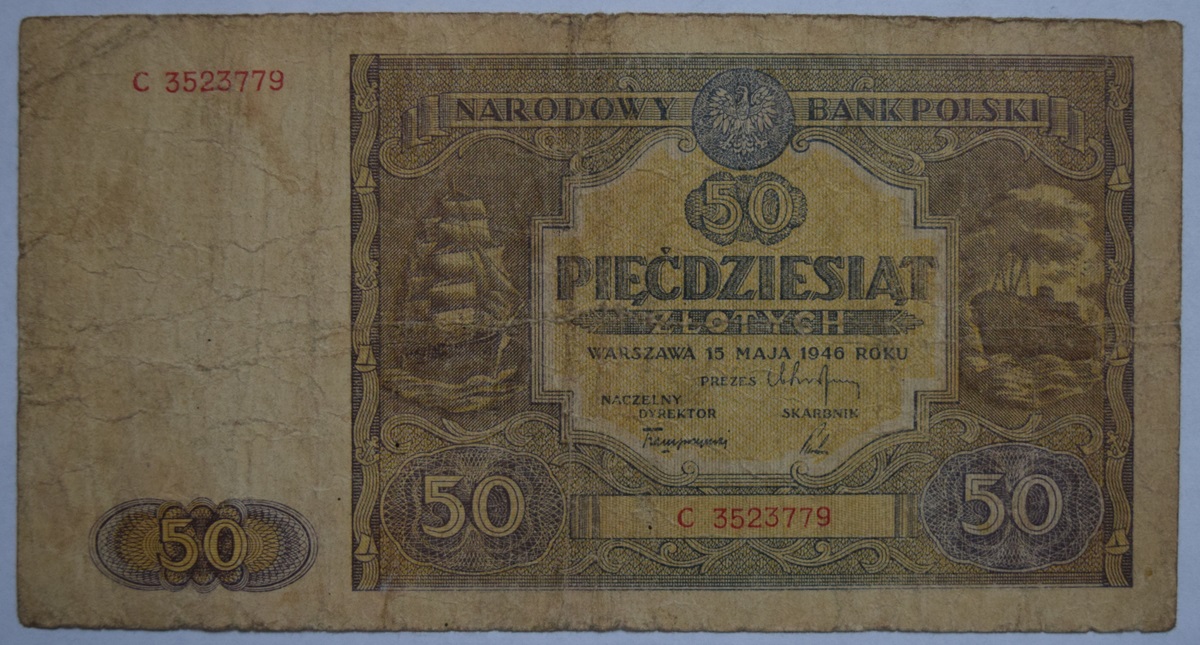 C 3523779
NARODOWY BANK POLSKI
50
PIĘĆDZIESIĄT
ZŁOTYCH
WARSZAWA 15 MAJA 1946 ROKU
PREZES
NACZELNY
DYREKTOR SKARBNIK
50 50
C 3523779
50